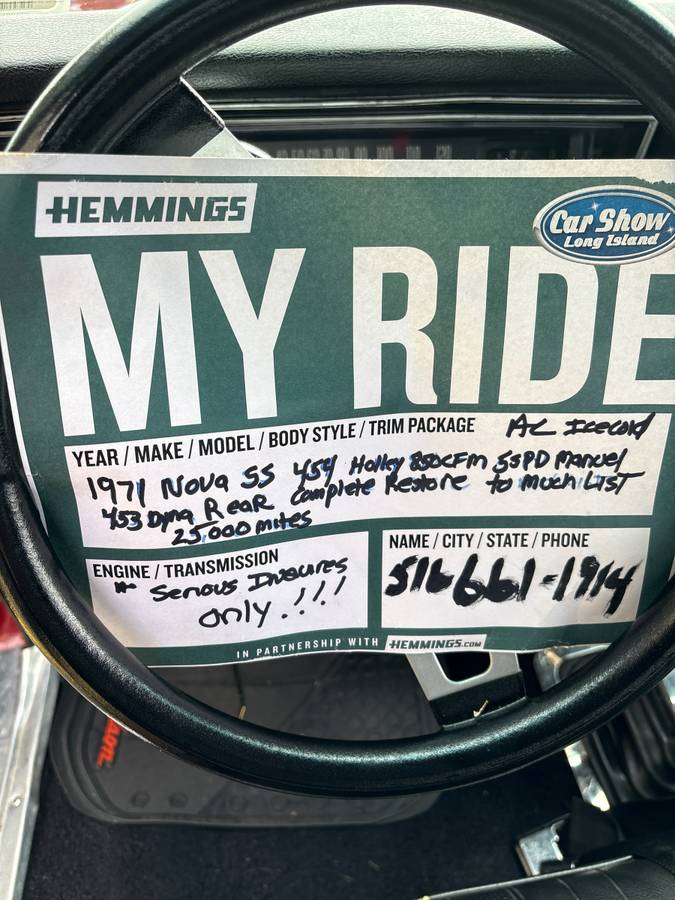 HEMMINGS
Car Show
Long Island
MY RIDE
YEAR / MAKE / MODEL / BODY STYLE / TRIM PACKAGE
AC Icecold
1971 Nova SS 454 Holley 850CFM 5SPD Manuel
453 Dyna Rear Complete Restore to much LIST
25,000 miles
ENGINE / TRANSMISSION
Serious Inquires
only.!!!
NAME / CITY / STATE / PHONE
516 661-1914
IN PARTNERSHIP WITH HEMMINGS.COM